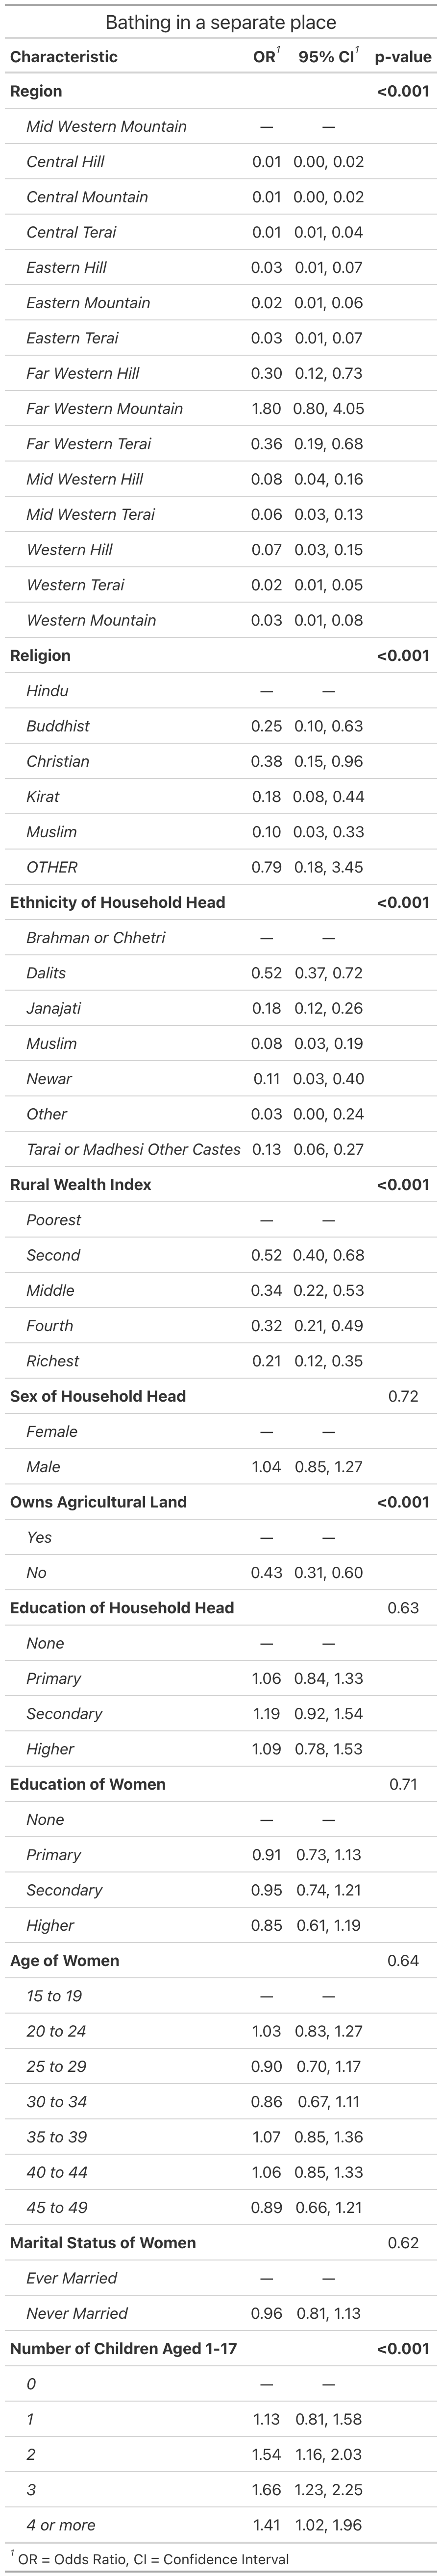 Bathing in a separate place
Characteristic OR¹ 95% CI¹ p-value
Region <0.001
Mid Western Mountain — —
Central Hill 0.01 0.00, 0.02
Central Mountain 0.01 0.00, 0.02
Central Terai 0.01 0.01, 0.04
Eastern Hill 0.03 0.01, 0.07
Eastern Mountain 0.02 0.01, 0.06
Eastern Terai 0.03 0.01, 0.07
Far Western Hill 0.30 0.12, 0.73
Far Western Mountain 1.80 0.80, 4.05
Far Western Terai 0.36 0.19, 0.68
Mid Western Hill 0.08 0.04, 0.16
Mid Western Terai 0.06 0.03, 0.13
Western Hill 0.07 0.03, 0.15
Western Terai 0.02 0.01, 0.05
Western Mountain 0.03 0.01, 0.08
Religion <0.001
Hindu — —
Buddhist 0.25 0.10, 0.63
Christian 0.38 0.15, 0.96
Kirat 0.18 0.08, 0.44
Muslim 0.10 0.03, 0.33
OTHER 0.79 0.18, 3.45
Ethnicity of Household Head <0.001
Brahman or Chhetri — —
Dalits 0.52 0.37, 0.72
Janajati 0.18 0.12, 0.26
Muslim 0.08 0.03, 0.19
Newar 0.11 0.03, 0.40
Other 0.03 0.00, 0.24
Tarai or Madhesi Other Castes 0.13 0.06, 0.27
Rural Wealth Index <0.001
Poorest — —
Second 0.52 0.40, 0.68
Middle 0.34 0.22, 0.53
Fourth 0.32 0.21, 0.49
Richest 0.21 0.12, 0.35
Sex of Household Head 0.72
Female — —
Male 1.04 0.85, 1.27
Owns Agricultural Land <0.001
Yes — —
No 0.43 0.31, 0.60
Education of Household Head 0.63
None — —
Primary 1.06 0.84, 1.33
Secondary 1.19 0.92, 1.54
Higher 1.09 0.78, 1.53
Education of Women 0.71
None — —
Primary 0.91 0.73, 1.13
Secondary 0.95 0.74, 1.21
Higher 0.85 0.61, 1.19
Age of Women 0.64
15 to 19 — —
20 to 24 1.03 0.83, 1.27
25 to 29 0.90 0.70, 1.17
30 to 34 0.86 0.67, 1.11
35 to 39 1.07 0.85, 1.36
40 to 44 1.06 0.85, 1.33
45 to 49 0.89 0.66, 1.21
Marital Status of Women 0.62
Ever Married — —
Never Married 0.96 0.81, 1.13
Number of Children Aged 1-17 <0.001
0 — —
1 1.13 0.81, 1.58
2 1.54 1.16, 2.03
3 1.66 1.23, 2.25
4 or more 1.41 1.02, 1.96
¹ OR = Odds Ratio, CI = Confidence Interval